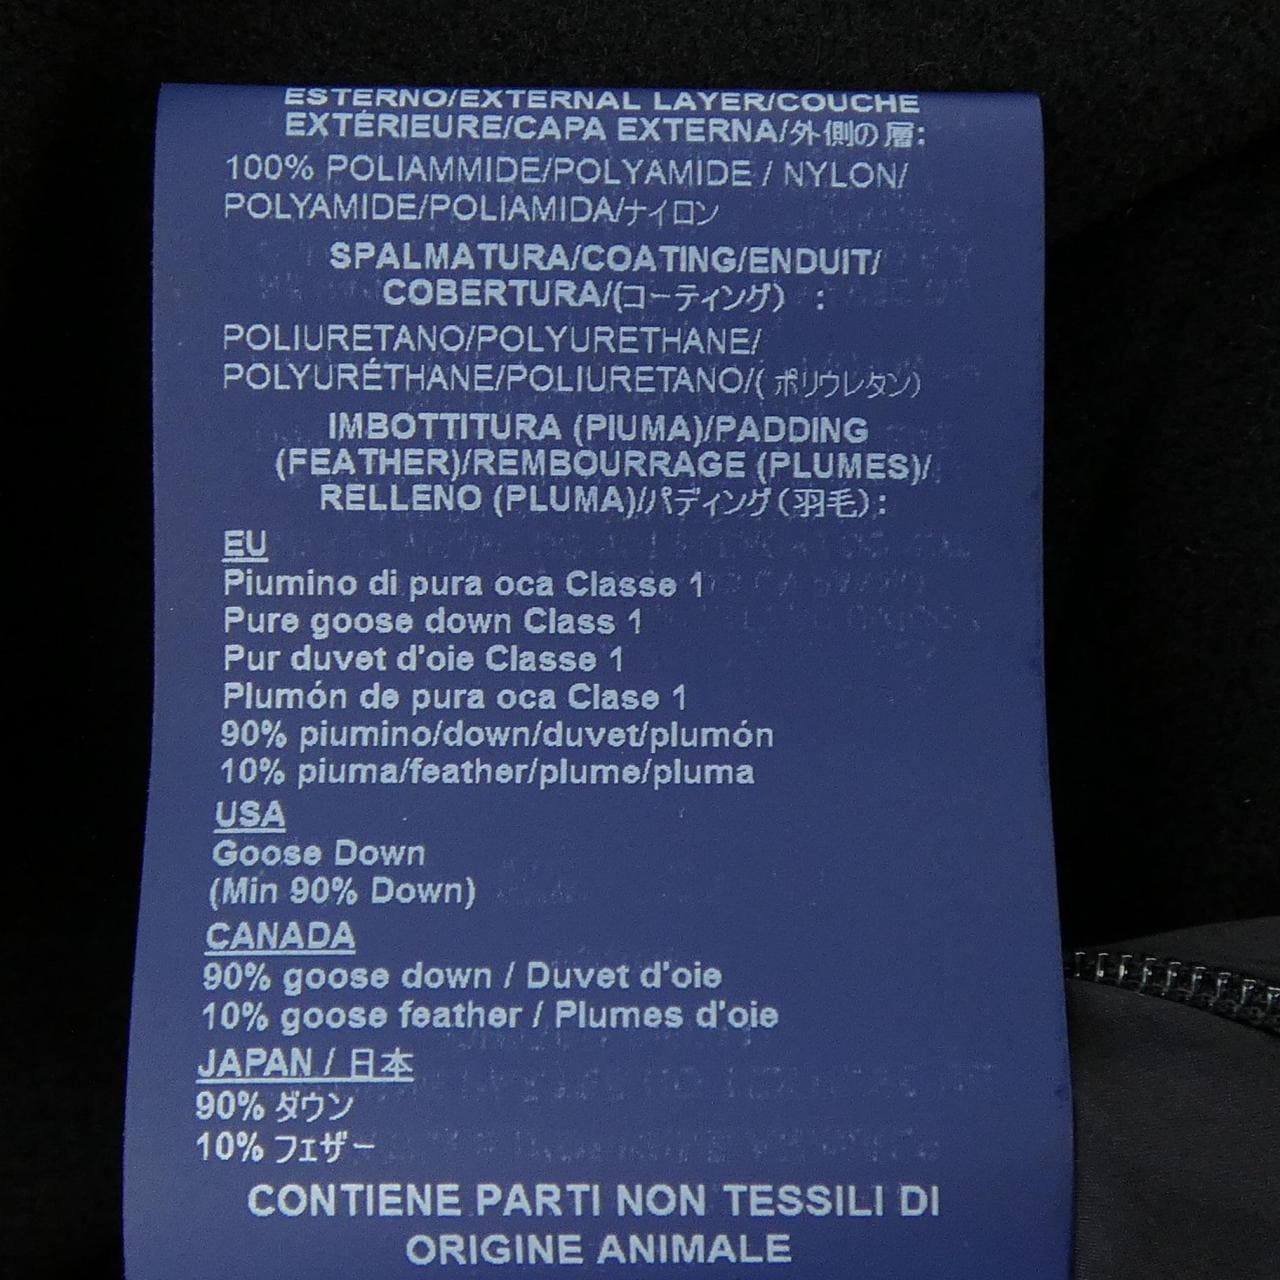 ESTERNO/EXTERNAL LAYER/COUCHE
EXTÉRIEURE/CAPA EXTERNA/外側の層:
100% POLIAMMIDE/POLYAMIDE / NYLON/
POLYAMIDE/POLIAMIDA/ナイロン
SPALMATURA/COATING/ENDUIT/
COBERTURA/(コーティング) :
POLIURETANO/POLYURETHANE/
POLYURÉTHANE/POLIURETANO/( ポリウレタン)
IMBOTTITURA (PIUMA)/PADDING
(FEATHER)/REMBOURRAGE (PLUMES)/
RELLENO (PLUMA)/パディング(羽毛):
EU
Piumino di pura oca Classe 1
Pure goose down Class 1
Pur duvet d'oie Classe 1
Plumón de pura oca Clase 1
90% piumino/down/duvet/plumón
10% piuma/feather/plume/pluma
USA
Goose Down
(Min 90% Down)
CANADA
90% goose down / Duvet d'oie
10% goose feather / Plumes d'oie
JAPAN / 日本
90% ダウン
10% フェザー
CONTIENE PARTI NON TESSILI DI
ORIGINE ANIMALE